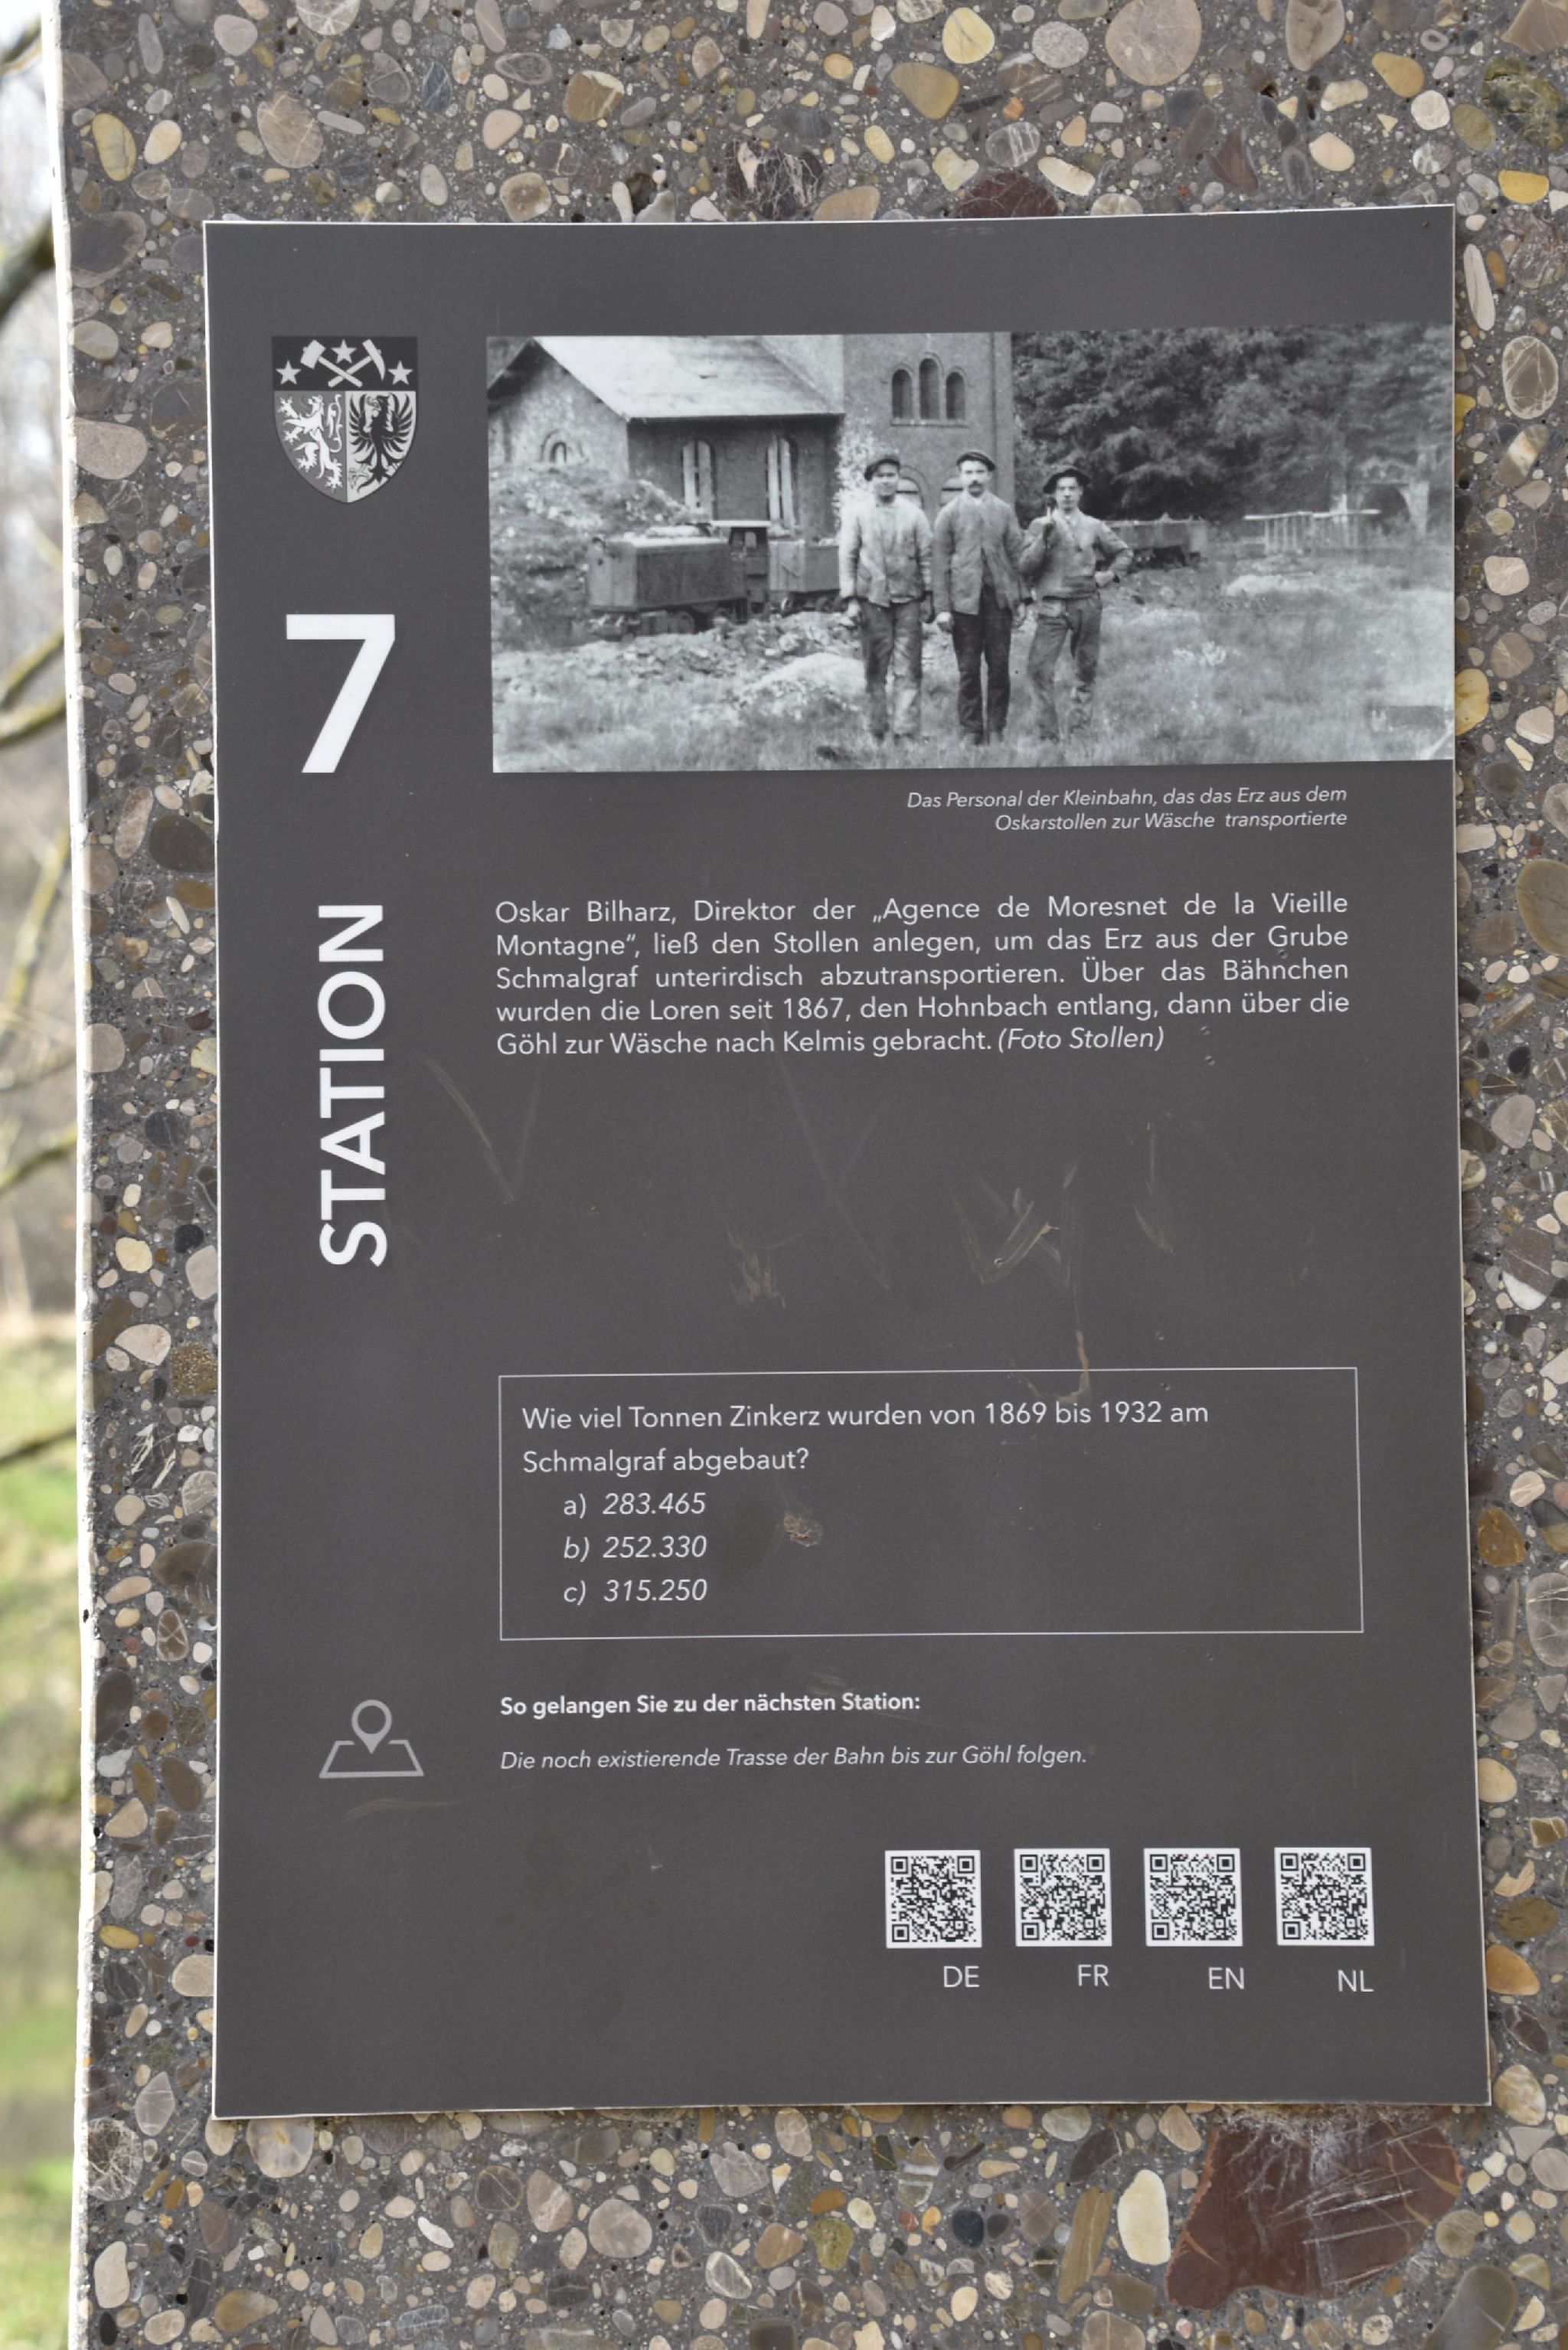 7
STATION
Das Personal der Kleinbahn, das das Erz aus dem
Oskarstollen zur Wäsche transportierte
Oskar Bilharz, Direktor der „Agence de Moresnet de la Vieille
Montagne“, ließ den Stollen anlegen, um das Erz aus der Grube
Schmalgraf unterirdisch abzutransportieren. Über das Bähnchen
wurden die Loren seit 1867, den Hohnbach entlang, dann über die
Göhl zur Wäsche nach Kelmis gebracht. (Foto Stollen)
Wie viel Tonnen Zinkerz wurden von 1869 bis 1932 am
Schmalgraf abgebaut?
a) 283.465
b) 252.330
c) 315.250
So gelangen Sie zu der nächsten Station:
Die noch existierende Trasse der Bahn bis zur Göhl folgen.
DE FR EN NL